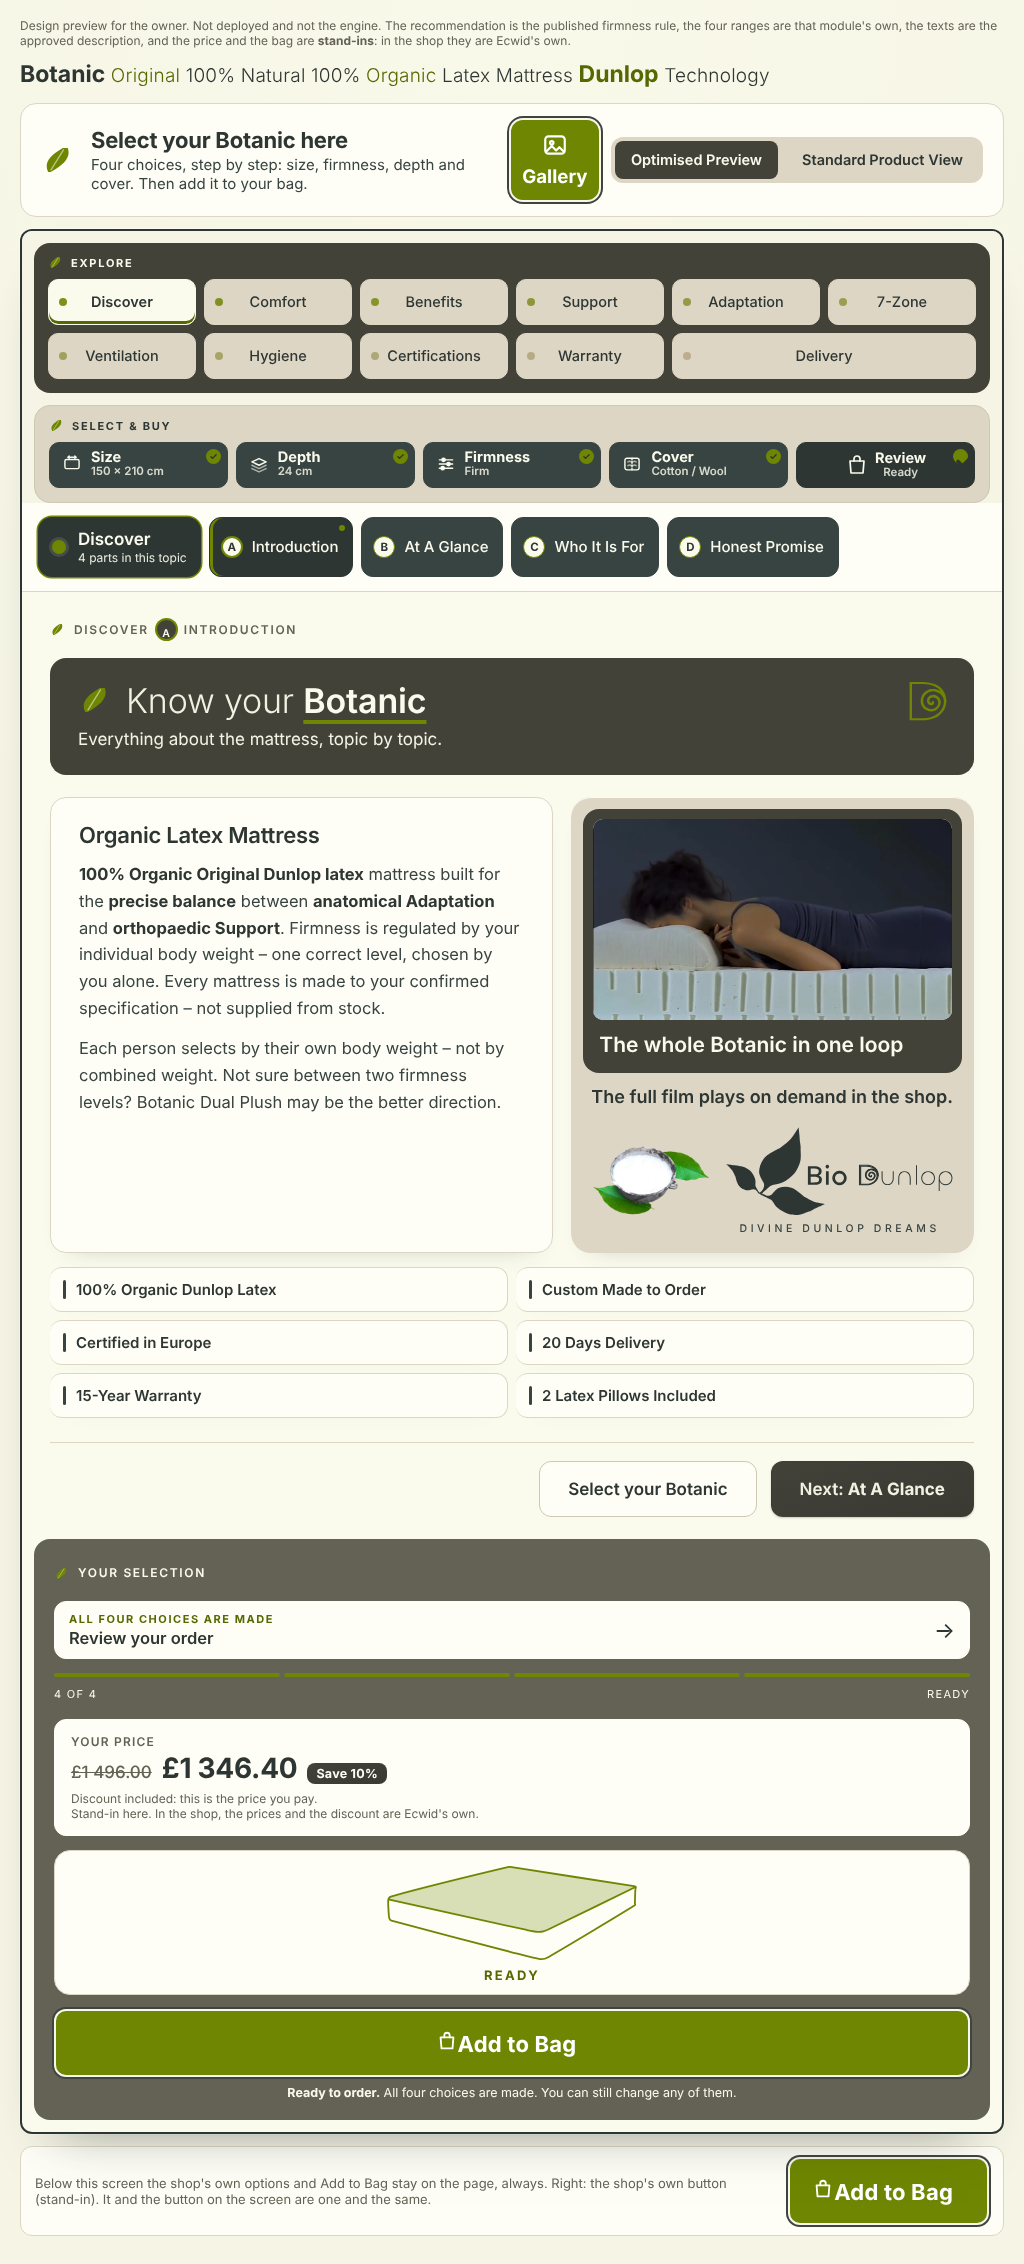 Design preview for the owner. Not deployed and not the engine. The recommendation is the published firmness rule, the four ranges are that module's own, the texts are the
approved description, and the price and the bag are stand-ins: in the shop they are Ecwid's own.
Botanic Original 100% Natural 100% Organic Latex Mattress Dunlop Technology
Select your Botanic here
Four choices, step by step: size, firmness, depth and
cover. Then add it to your bag.
Gallery
Optimised Preview
Standard Product View
EXPLORE
Discover
Comfort
Benefits
Support
Adaptation
7-Zone
Ventilation
Hygiene
Certifications
Warranty
Delivery
SELECT & BUY
Size
150 × 210 cm
Depth
24 cm
Firmness
Firm
Cover
Cotton / Wool
Review
Ready
Discover
4 parts in this topic
A Introduction
B At A Glance
C Who It Is For
D Honest Promise
DISCOVER A INTRODUCTION
Know your Botanic
Everything about the mattress, topic by topic.
Organic Latex Mattress
100% Organic Original Dunlop latex mattress built for
the precise balance between anatomical Adaptation
and orthopaedic Support. Firmness is regulated by your
individual body weight – one correct level, chosen by
you alone. Every mattress is made to your confirmed
specification – not supplied from stock.
Each person selects by their own body weight – not by
combined weight. Not sure between two firmness
levels? Botanic Dual Plush may be the better direction.
The whole Botanic in one loop
The full film plays on demand in the shop.
Bio Dunlop
DIVINE DUNLOP DREAMS
100% Organic Dunlop Latex
Custom Made to Order
Certified in Europe
20 Days Delivery
15-Year Warranty
2 Latex Pillows Included
Select your Botanic
Next: At A Glance
YOUR SELECTION
ALL FOUR CHOICES ARE MADE
Review your order
4 OF 4
READY
YOUR PRICE
£1 496.00 £1 346.40 Save 10%
Discount included: this is the price you pay.
Stand-in here. In the shop, the prices and the discount are Ecwid's own.
READY
Add to Bag
Ready to order. All four choices are made. You can still change any of them.
Below this screen the shop's own options and Add to Bag stay on the page, always. Right: the shop's own button
(stand-in). It and the button on the screen are one and the same.
Add to Bag